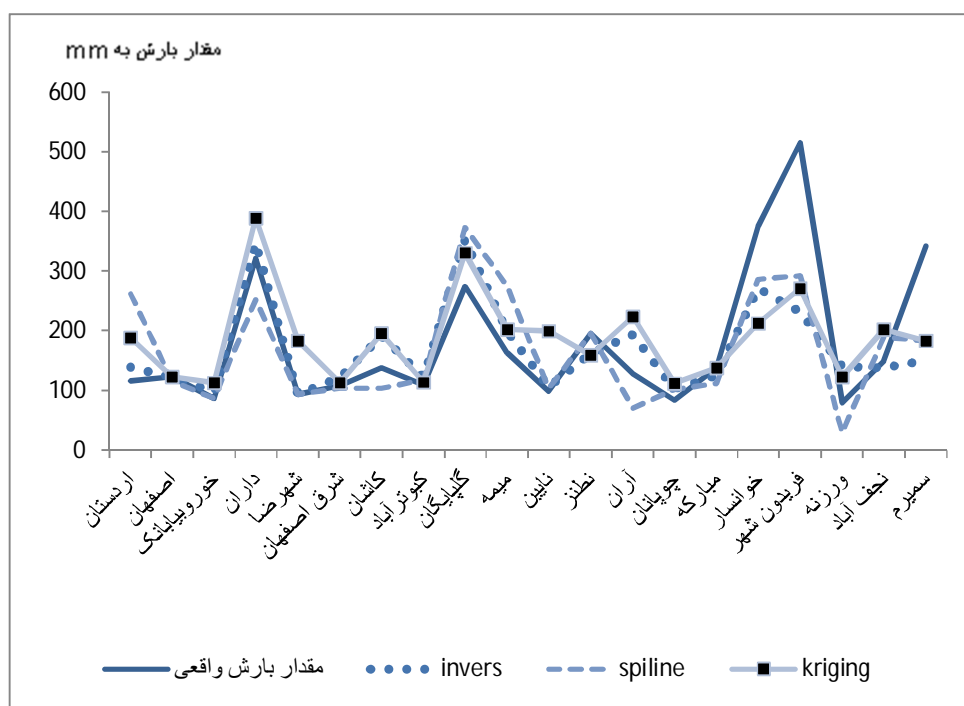 مقدار بارش به mm
600
500
400
300
200
100
0
اردستان
اصفهان
خوروبیابانک
داران
شهرضا
شرق اصفهان
کاشان
کبوترآباد
گلپایگان
میمه
نایین
نطنز
آران
چوپانان
مبارکه
خوانسار
فریدون شهر
ورزنه
نجف آباد
سمیرم
مقدار بارش واقعی
invers
spiline
kriging